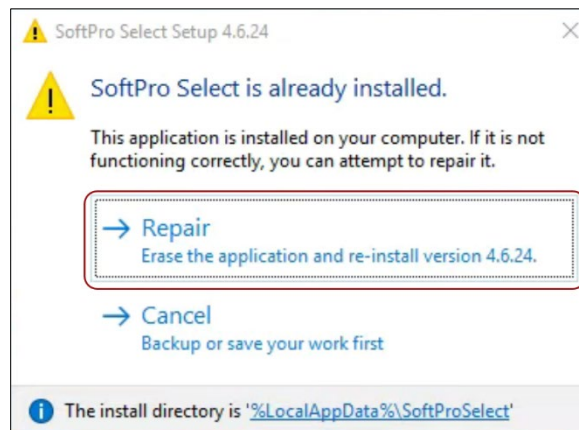 SoftPro Select Setup 4.6.24
SoftPro Select is already installed.
This application is installed on your computer. If it is not
functioning correctly, you can attempt to repair it.
Repair
Erase the application and re-install version 4.6.24.
Cancel
Backup or save your work first
The install directory is '%LocalAppData%\SoftProSelect'